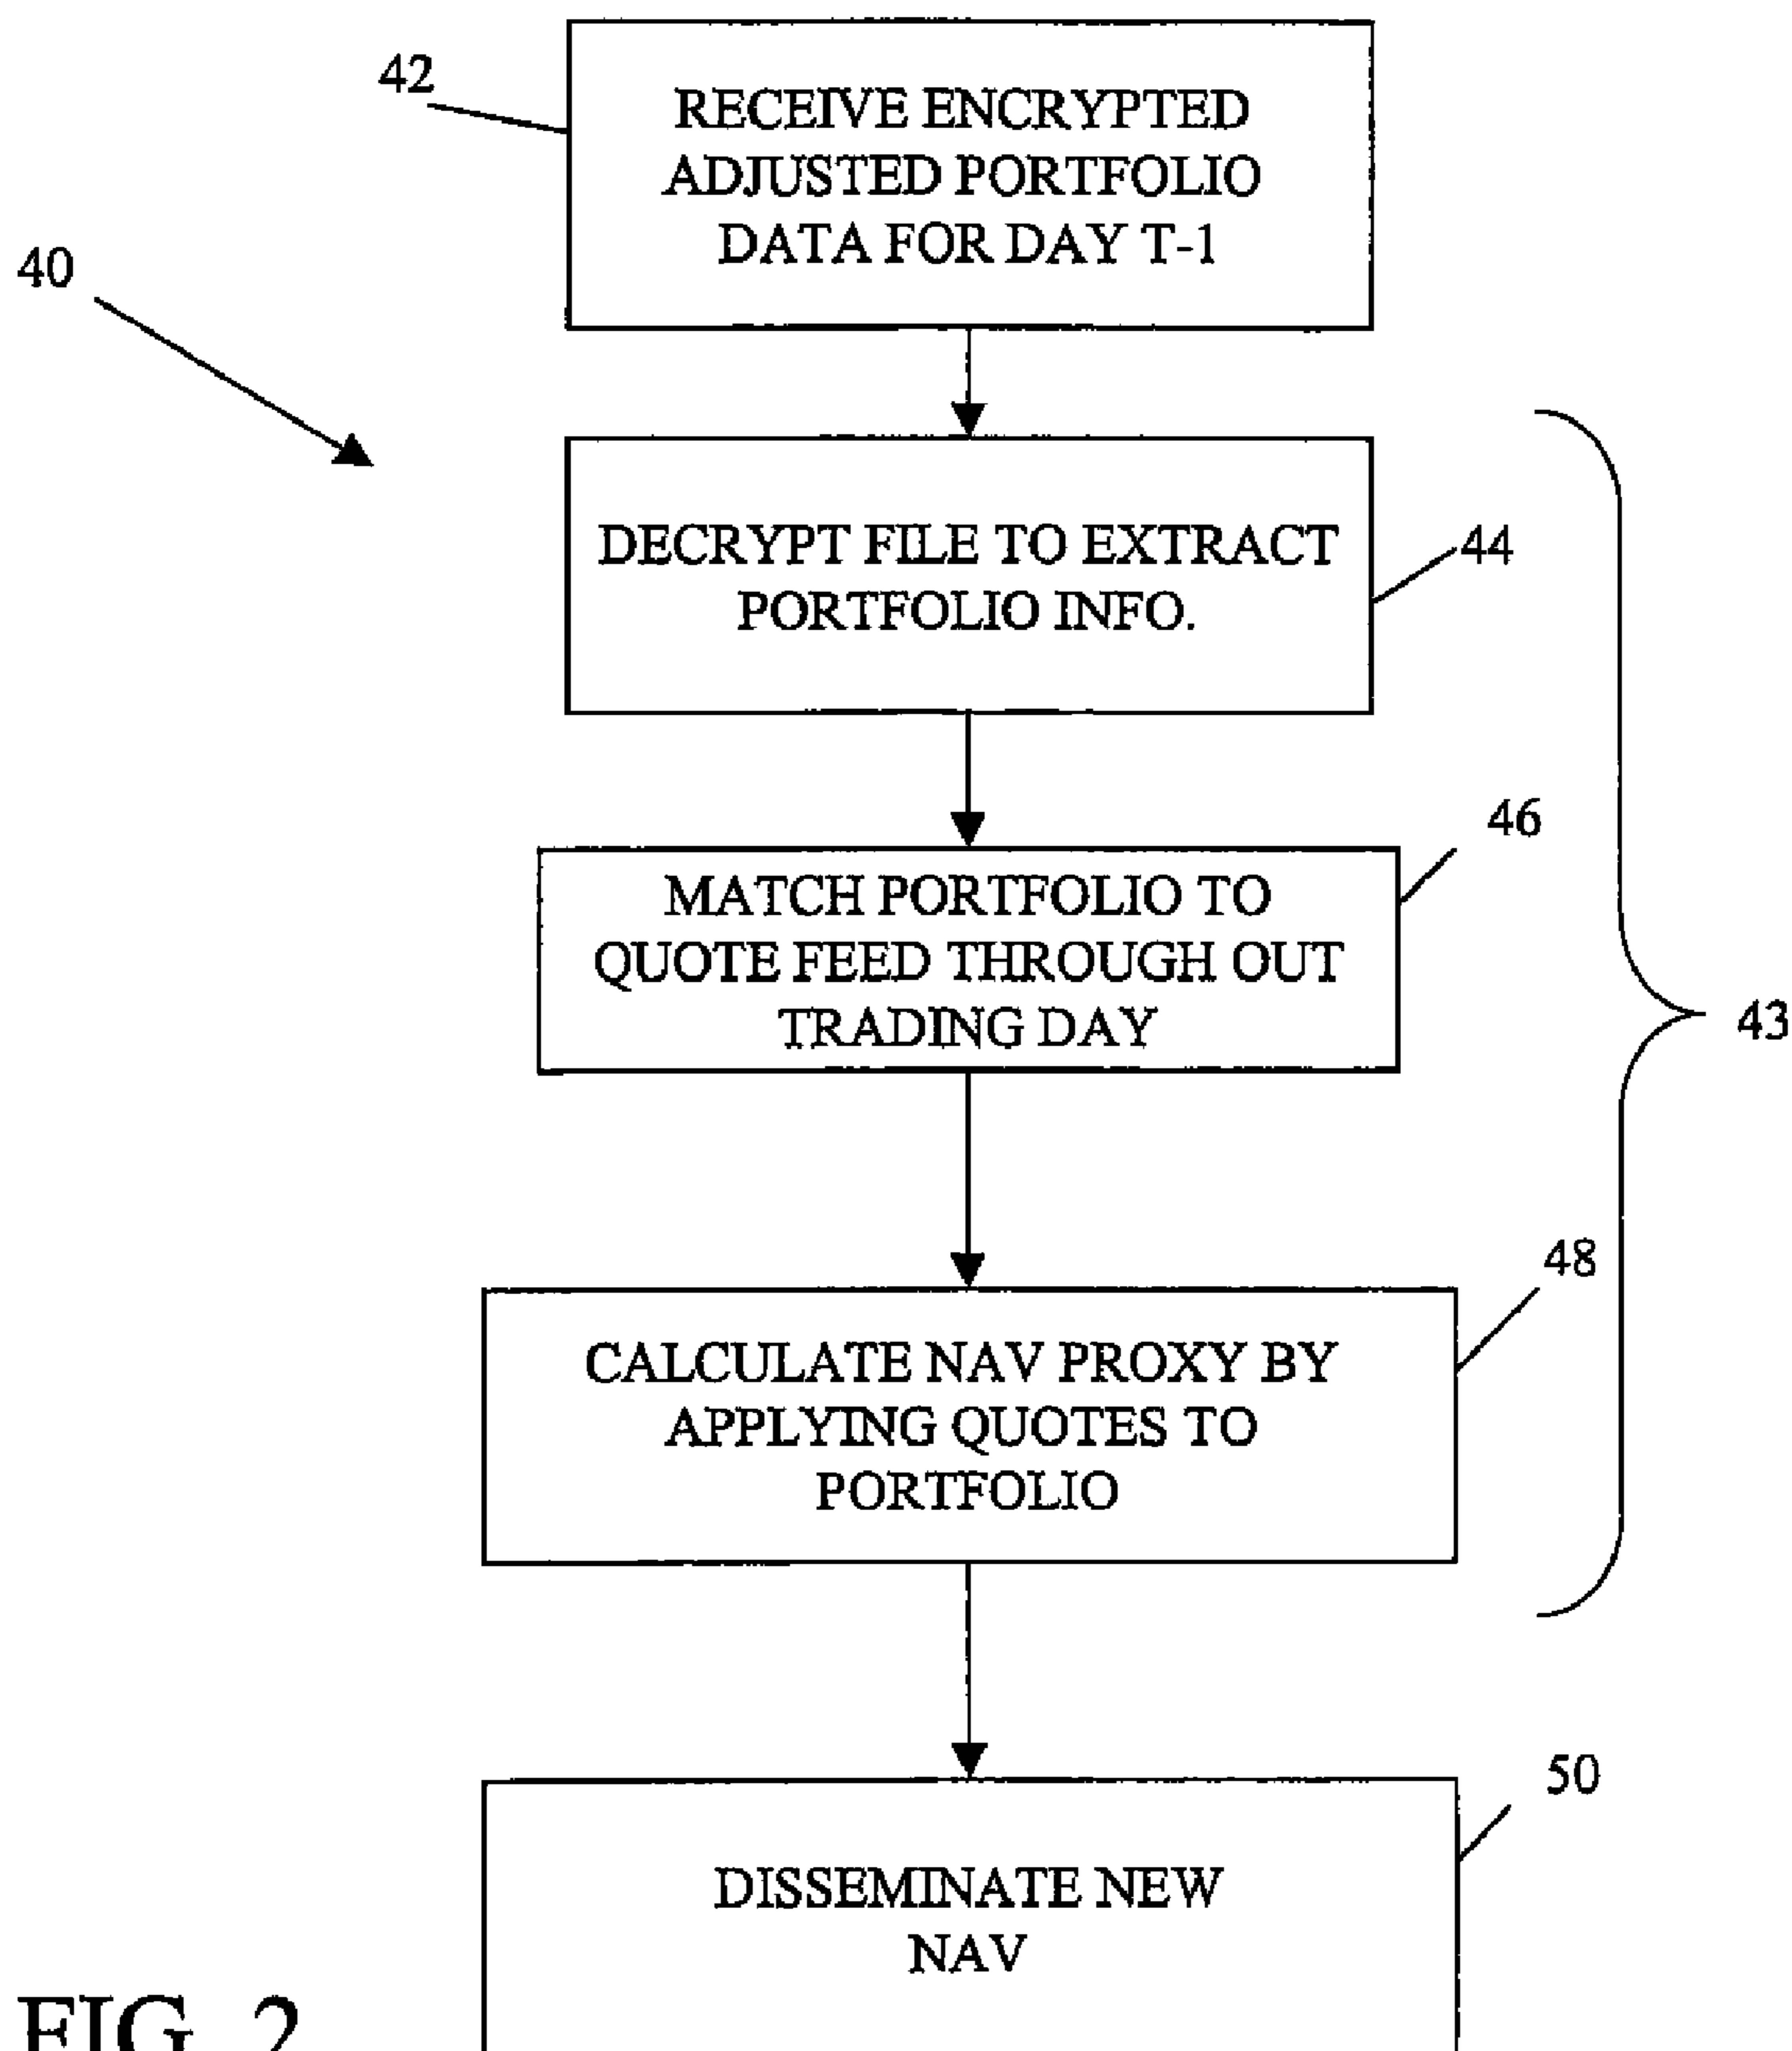 42
RECEIVE ENCRYPTED
ADJUSTED PORTFOLIO
DATA FOR DAY T-1
40
DECRYPT FILE TO EXTRACT
PORTFOLIO INFO.
44
46
MATCH PORTFOLIO TO
QUOTE FEED THROUGH OUT
TRADING DAY
43
48
CALCULATE NAV PROXY BY
APPLYING QUOTES TO
PORTFOLIO
50
DISSEMINATE NEW
NAV
FIG. 2